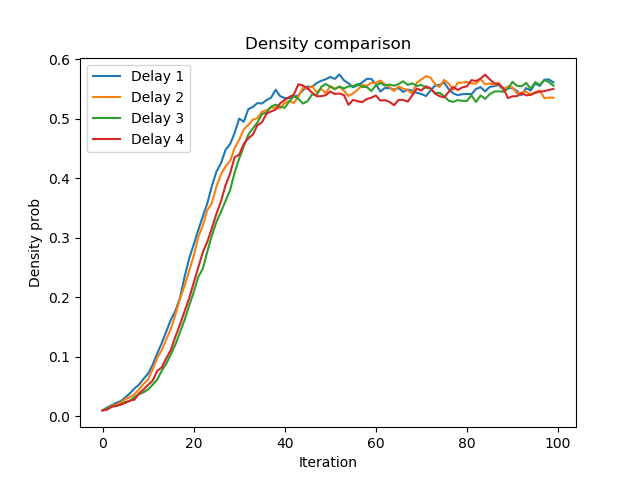 Density comparison
Delay 1
Delay 2
Delay 3
Delay 4
Density prob
0.6
0.5
0.4
0.3
0.2
0.1
0.0
0 20 40 60 80 100
Iteration